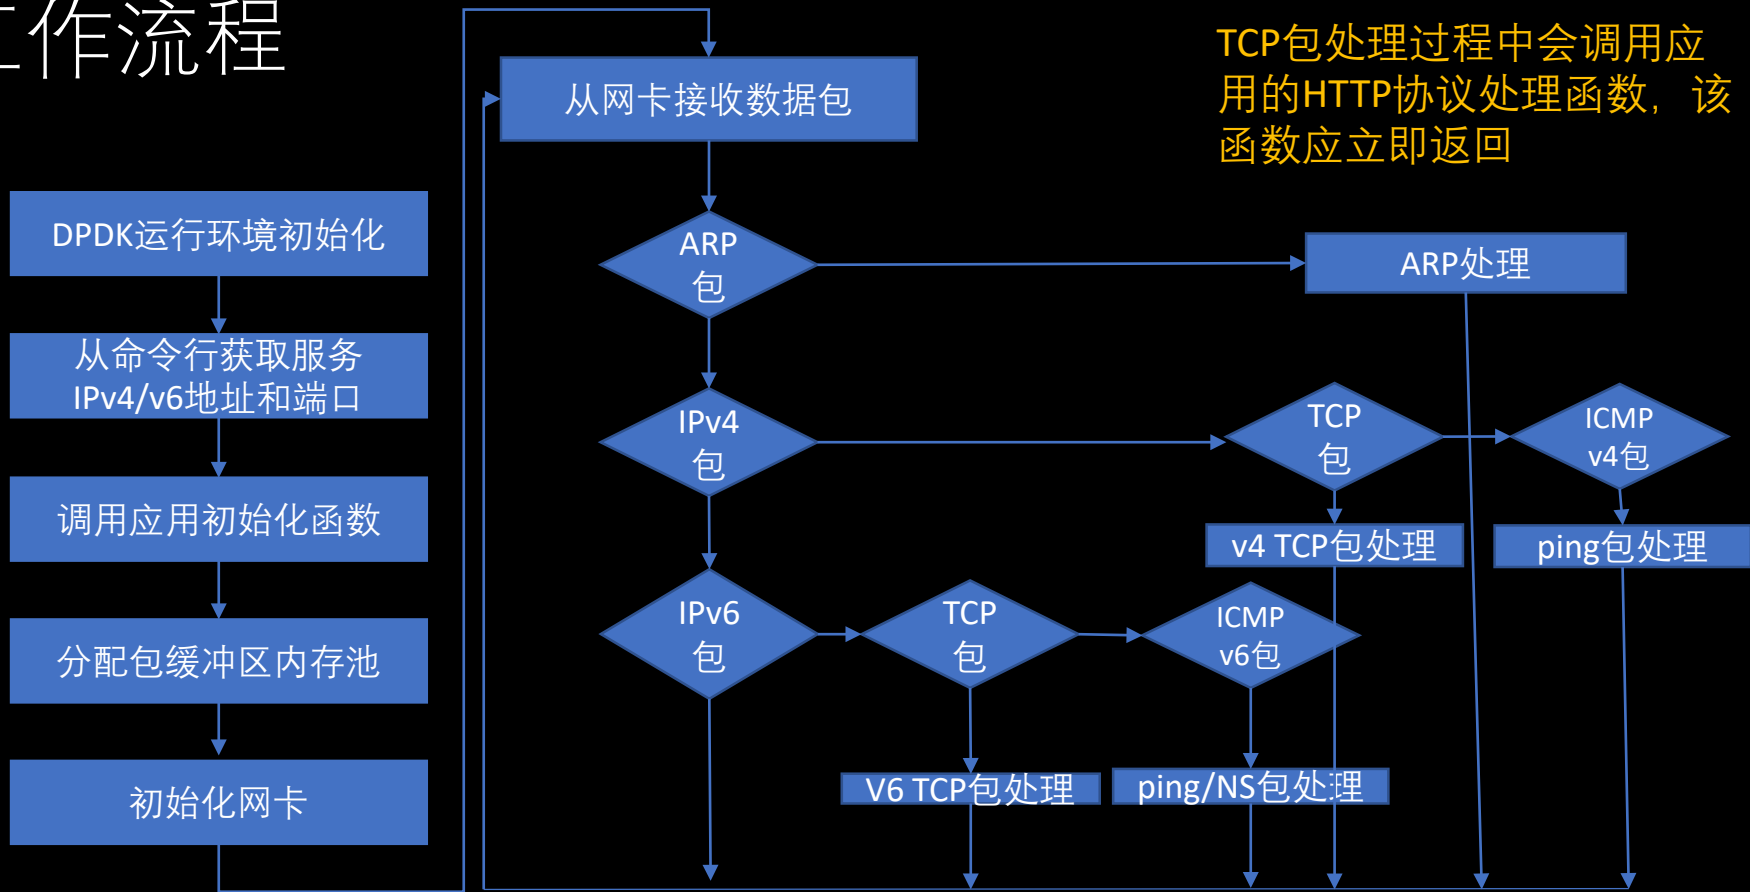 工作流程
TCP包处理过程中会调用应
用的HTTP协议处理函数，该
函数应立即返回
DPDK运行环境初始化
从命令行获取服务
IPv4/v6地址和端口
调用应用初始化函数
分配包缓冲区内存池
初始化网卡
从网卡接收数据包
ARP
包
ARP处理
IPv4
包
TCP
包
ICMP
v4包
v4 TCP包处理
ping包处理
IPv6
包
TCP
包
ICMP
v6包
V6 TCP包处理
ping/NS包处理